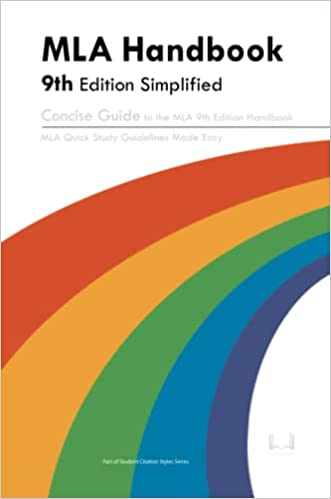 MLA Handbook
9th Edition Simplified
Concise Guide to the MLA 9th Edition Handbook
MLA Quick Study Guidelines Made Easy
Part of Student Citation Styles Series